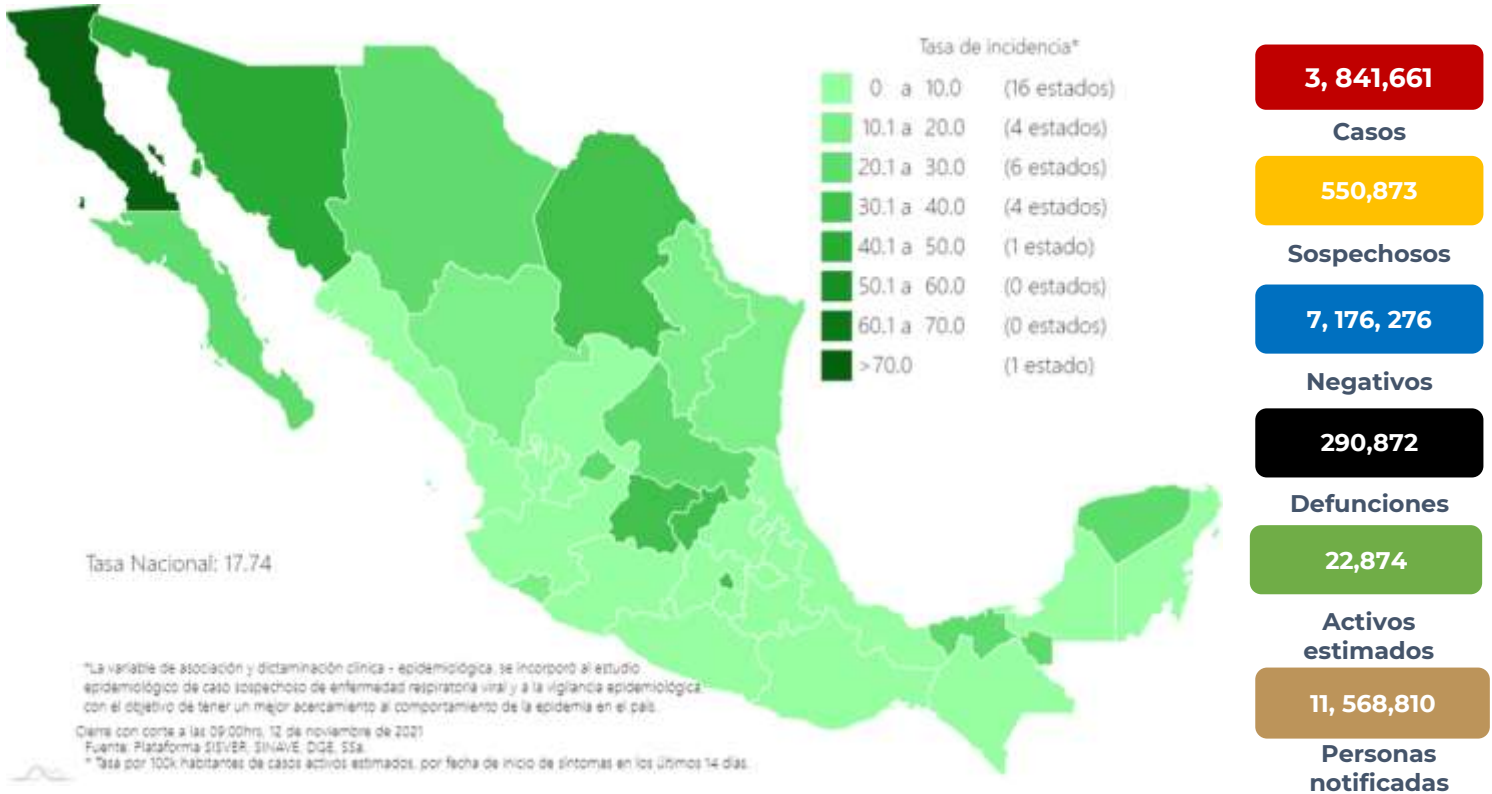 Tasa de incidencia*
0 a 10.0 (16 estados)
10.1 a 20.0 (4 estados)
20.1 a 30.0 (6 estados)
30.1 a 40.0 (4 estados)
40.1 a 50.0 (1 estado)
50.1 a 60.0 (0 estados)
60.1 a 70.0 (0 estados)
>70.0 (1 estado)
Tasa Nacional: 17.74
*La variable de asociación y dictaminación clínica - epidemiológica, se incorporó al estudio
epidemiológico de caso sospechoso de enfermedad respiratoria viral y a la vigilancia epidemiológica,
con el objetivo de tener un mejor acercamiento al comportamiento de la epidemia en el país.
Cierre con corte a las 09:00hrs, 12 de noviembre de 2021
Fuente: Plataforma SISVER, SINAVE, DGE, SSa.
* Tasa por 100k habitantes de casos activos estimados, por fecha de inicio de síntomas en los últimos 14 días.
3, 841,661
Casos
550,873
Sospechosos
7, 176, 276
Negativos
290,872
Defunciones
22,874
Activos
estimados
11, 568,810
Personas
notificadas